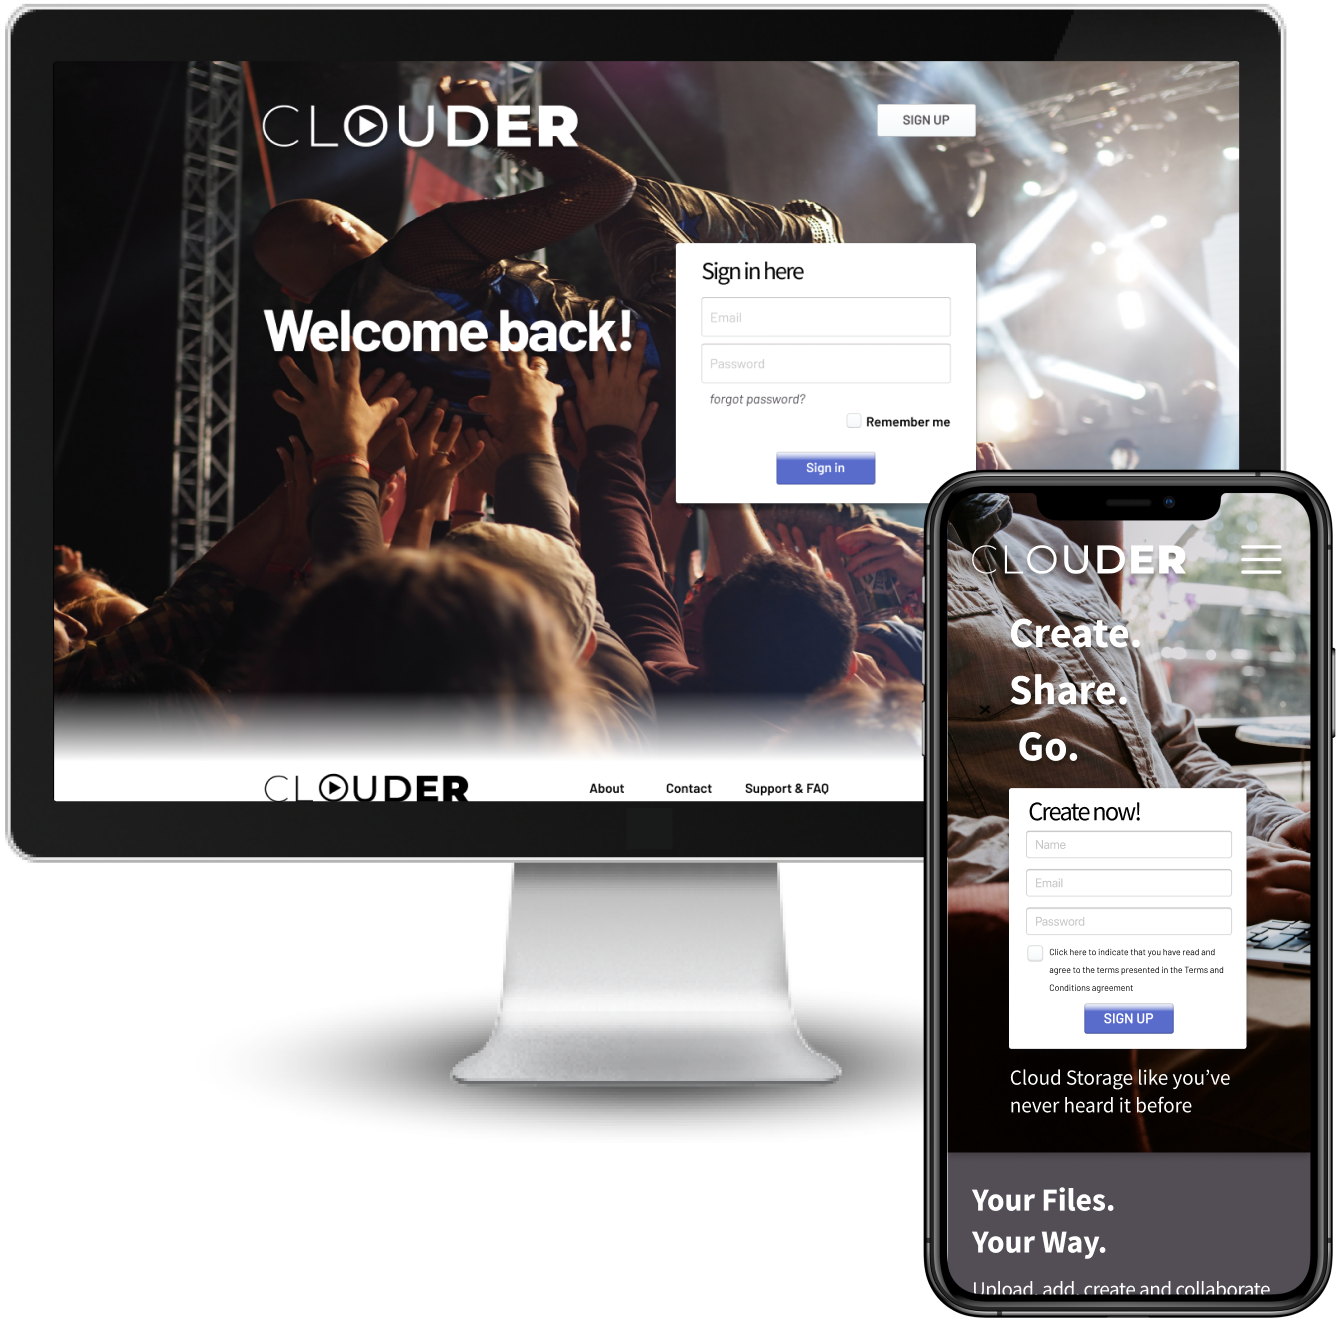 CLOUDER
SIGN UP
Welcome back!
Sign in here
Email
Password
forgot password?
Remember me
Sign in
CLOUDER
About
Contact
Support & FAQ
CLOUDER
Create.
Share.
Go.
Create now!
Name
Email
Password
Click here to indicate that you have read and
agree to the terms presented in the Terms and
Conditions agreement
SIGN UP
Cloud Storage like you've
never heard it before
Your Files.
Your Way.
Upload, add, create and collaborate